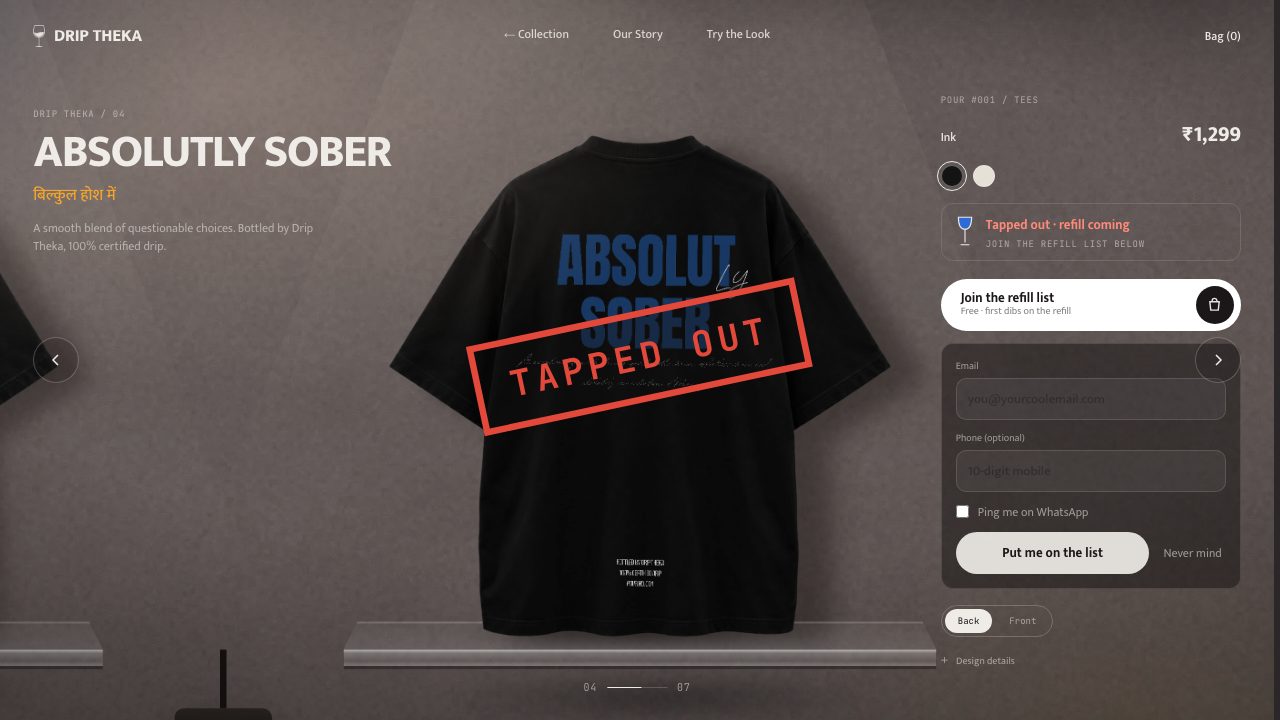 DRIP THEKA
← Collection
Our Story
Try the Look
Bag (0)
DRIP THEKA / 04
ABSOLUTLY SOBER
बिल्कुल होश में
A smooth blend of questionable choices. Bottled by Drip
Theka, 100% certified drip.
ABSOLUT
Ly
SOBER
TAPPED OUT
POUR #001 / TEES
Ink
₹1,299
Tapped out · refill coming
JOIN THE REFILL LIST BELOW
Join the refill list
Free · first dibs on the refill
Email
you@yourcoolemail.com
Phone (optional)
10-digit mobile
Ping me on WhatsApp
Put me on the list
Never mind
Back
Front
+ Design details
04
07